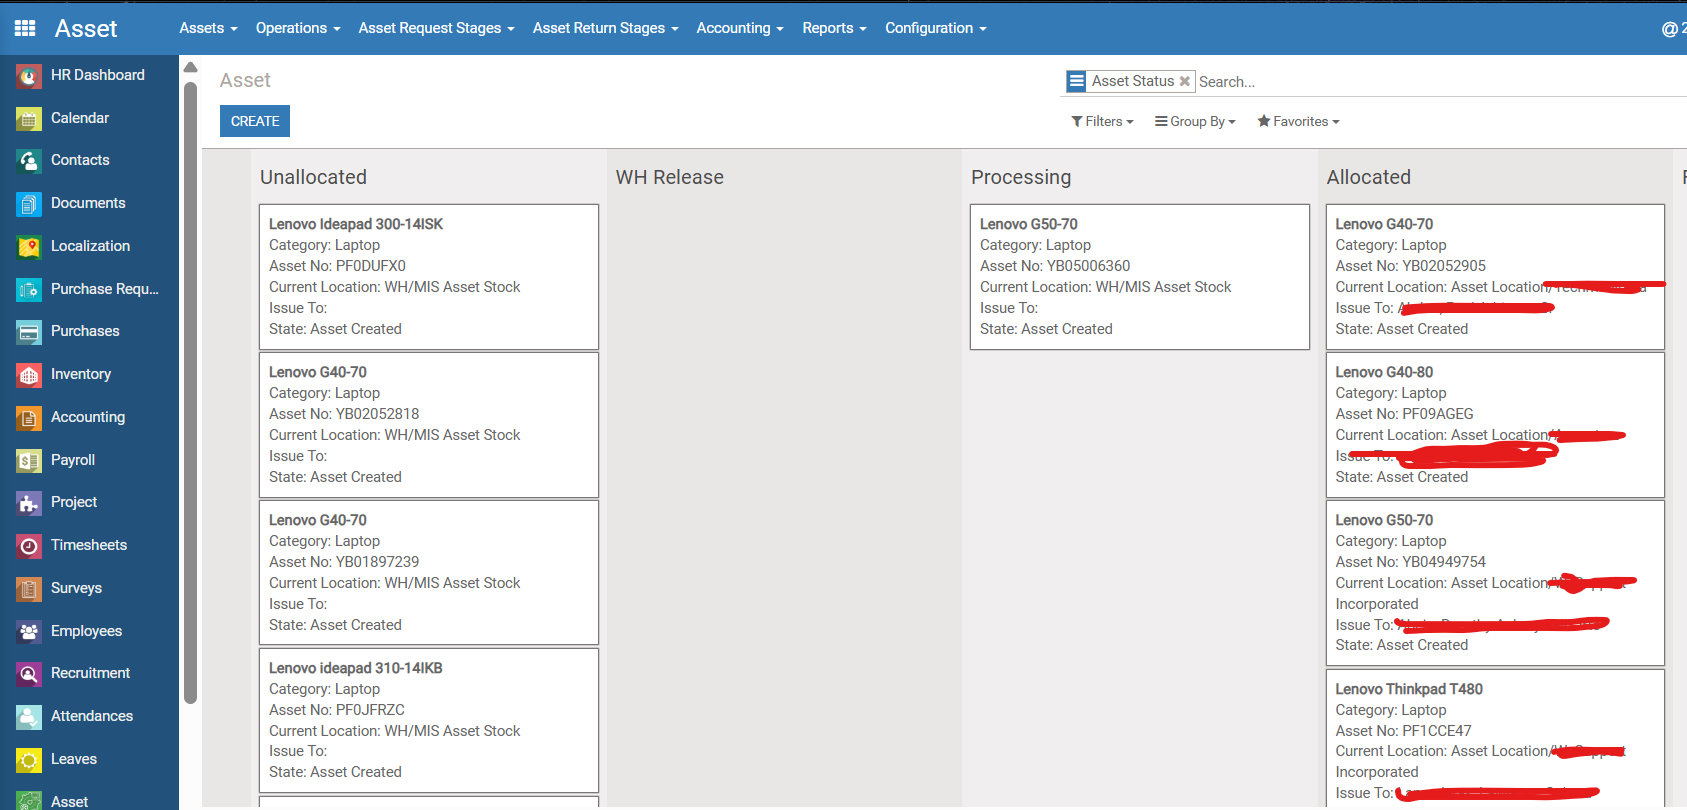 Asset
Assets
Operations
Asset Request Stages
Asset Return Stages
Accounting
Reports
Configuration
@ 2
HR Dashboard
Calendar
Contacts
Documents
Localization
Purchase Requ...
Purchases
Inventory
Accounting
Payroll
Project
Timesheets
Surveys
Employees
Recruitment
Attendances
Leaves
Asset
Asset
Asset Status
Search...
CREATE
Filters
Group By
Favorites
Unallocated
Lenovo Ideapad 300-14ISK
Category: Laptop
Asset No: PF0DUFX0
Current Location: WH/MIS Asset Stock
Issue To:
State: Asset Created
Lenovo G40-70
Category: Laptop
Asset No: YB02052818
Current Location: WH/MIS Asset Stock
Issue To:
State: Asset Created
Lenovo G40-70
Category: Laptop
Asset No: YB01897239
Current Location: WH/MIS Asset Stock
Issue To:
State: Asset Created
Lenovo ideapad 310-14IKB
Category: Laptop
Asset No: PF0JFRZC
Current Location: WH/MIS Asset Stock
Issue To:
State: Asset Created
WH Release
Processing
Lenovo G50-70
Category: Laptop
Asset No: YB05006360
Current Location: WH/MIS Asset Stock
Issue To:
State: Asset Created
Allocated
Lenovo G40-70
Category: Laptop
Asset No: YB02052905
Current Location: Asset Location/
Issue To:
State: Asset Created
Lenovo G40-80
Category: Laptop
Asset No: PF09AGEG
Current Location: Asset Location/
Issue To:
State: Asset Created
Lenovo G50-70
Category: Laptop
Asset No: YB04949754
Current Location: Asset Location/
Incorporated
Issue To:
State: Asset Created
Lenovo Thinkpad T480
Category: Laptop
Asset No: PF1CCE47
Current Location: Asset Location/
Incorporated
Issue To: